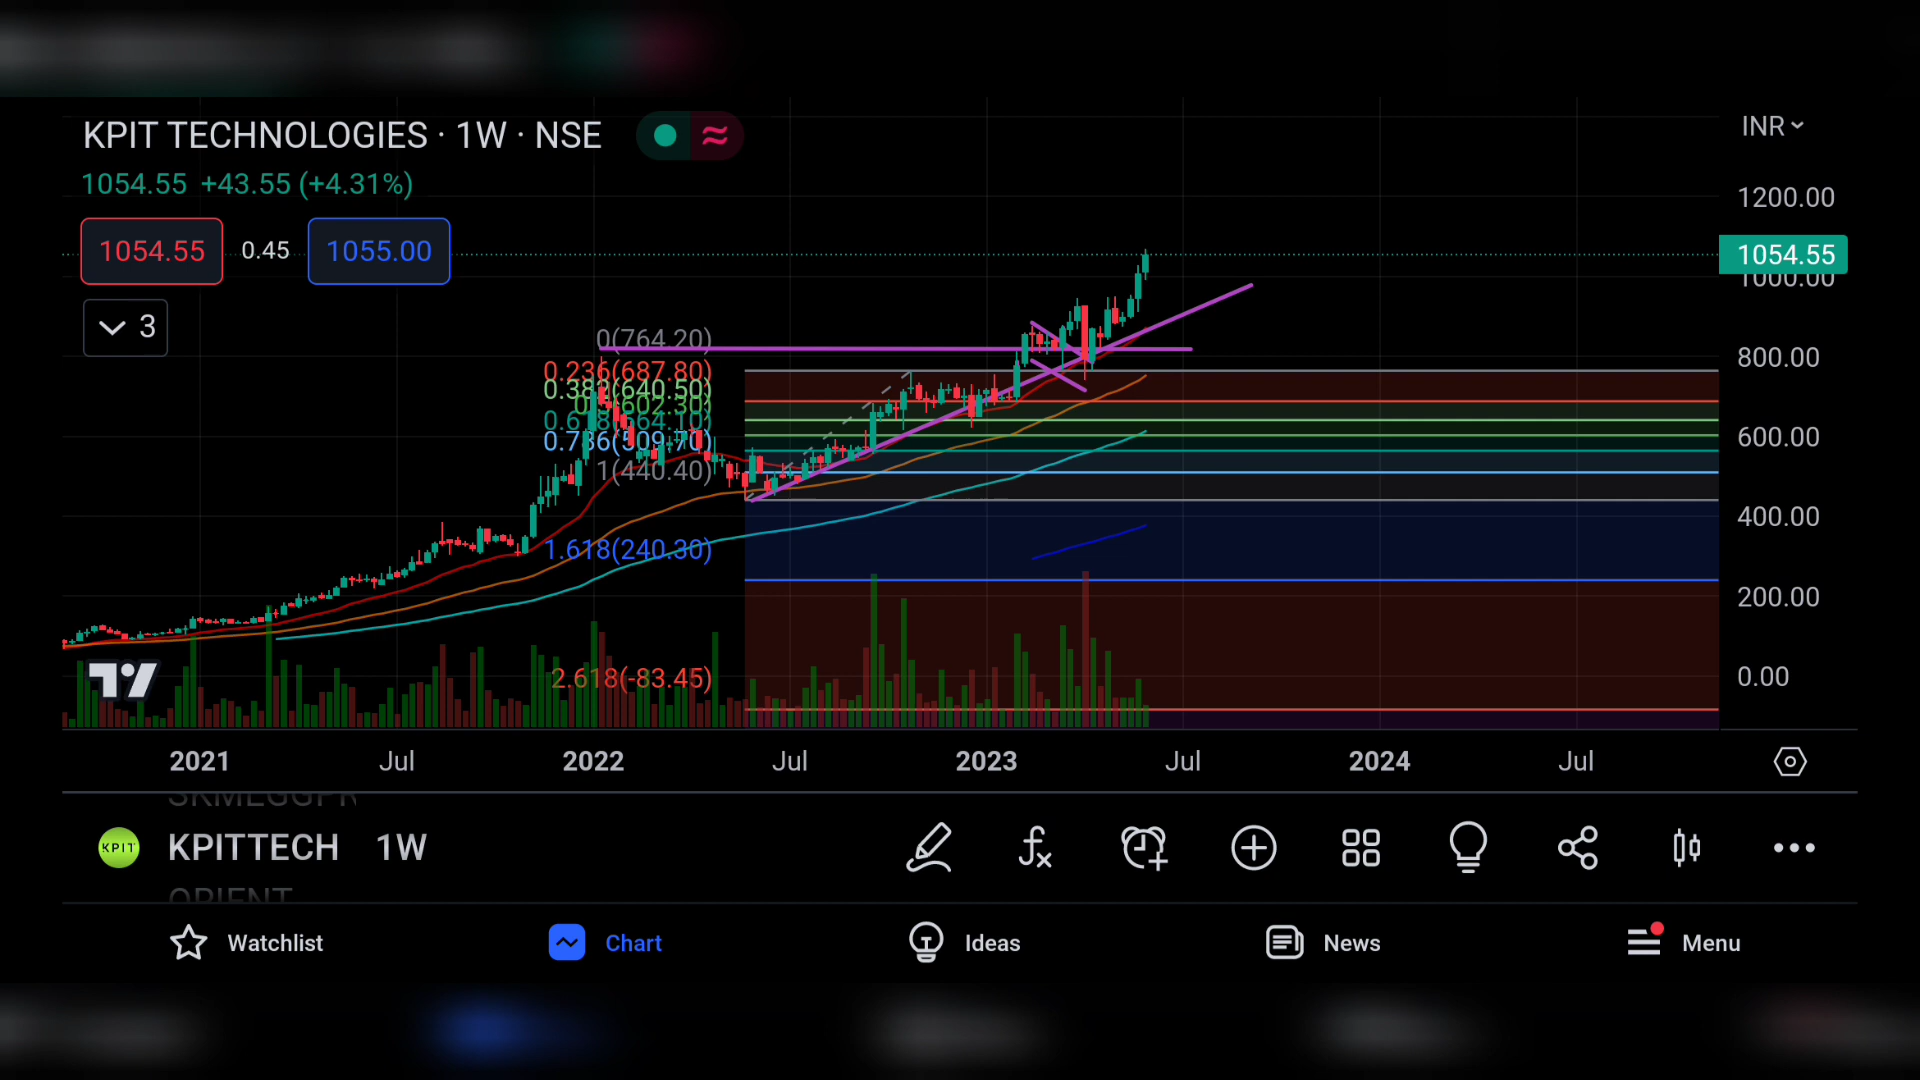 KPIT TECHNOLOGIES · 1W · NSE
INR
1054.55 +43.55 (+4.31%)
1054.55 0.45 1055.00
3
1200.00
1054.55
1000.00
800.00
600.00
400.00
200.00
0.00
0(764.20)
0.236(687.80)
0.382(640.50)
0.5(602.30)
0.618(564.10)
0.786(509.70)
1(440.40)
1.618(240.30)
2.618(-83.45)
2021 Jul 2022 Jul 2023 Jul 2024 Jul
SKMEGGPR
KPIT KPITTECH 1W
ORIENT
Watchlist Chart Ideas News Menu